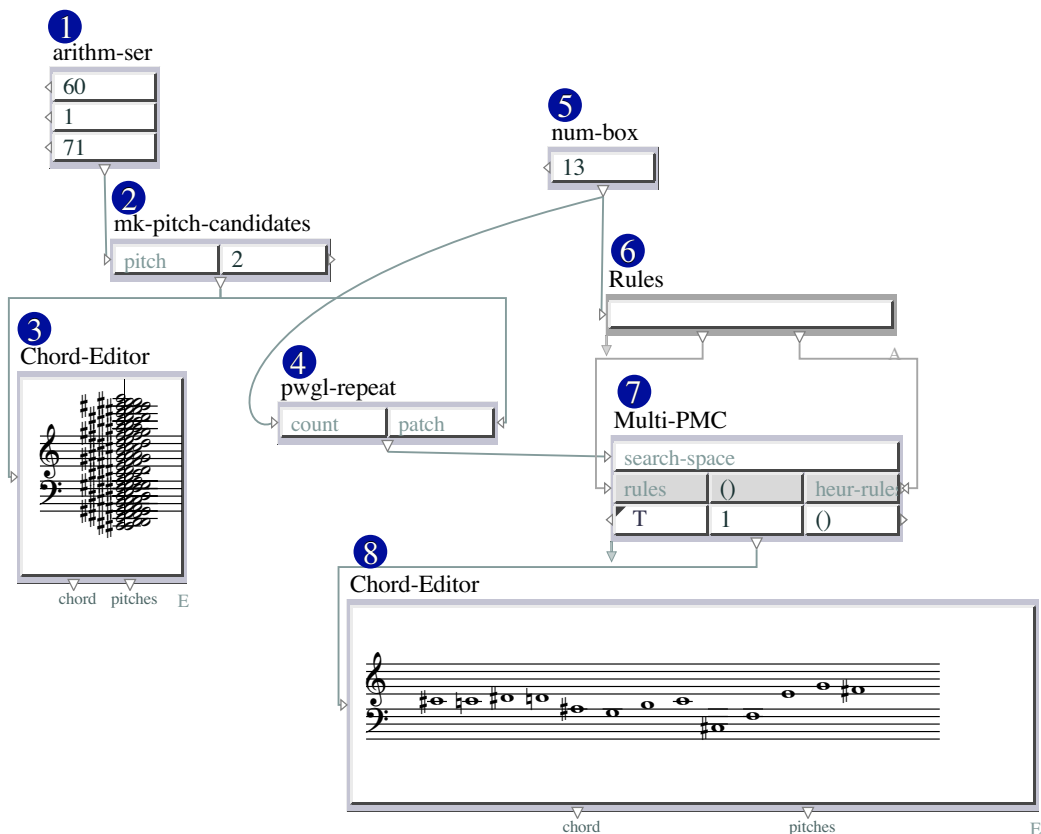 1
arithm-ser
60
1
71
2
mk-pitch-candidates
pitch 2
3
Chord-Editor
chord pitches E
4
pwgl-repeat
count patch
5
num-box
13
6
Rules
A
7
Multi-PMC
search-space
rules () heur-rule
T 1 ()
8
Chord-Editor
chord pitches E